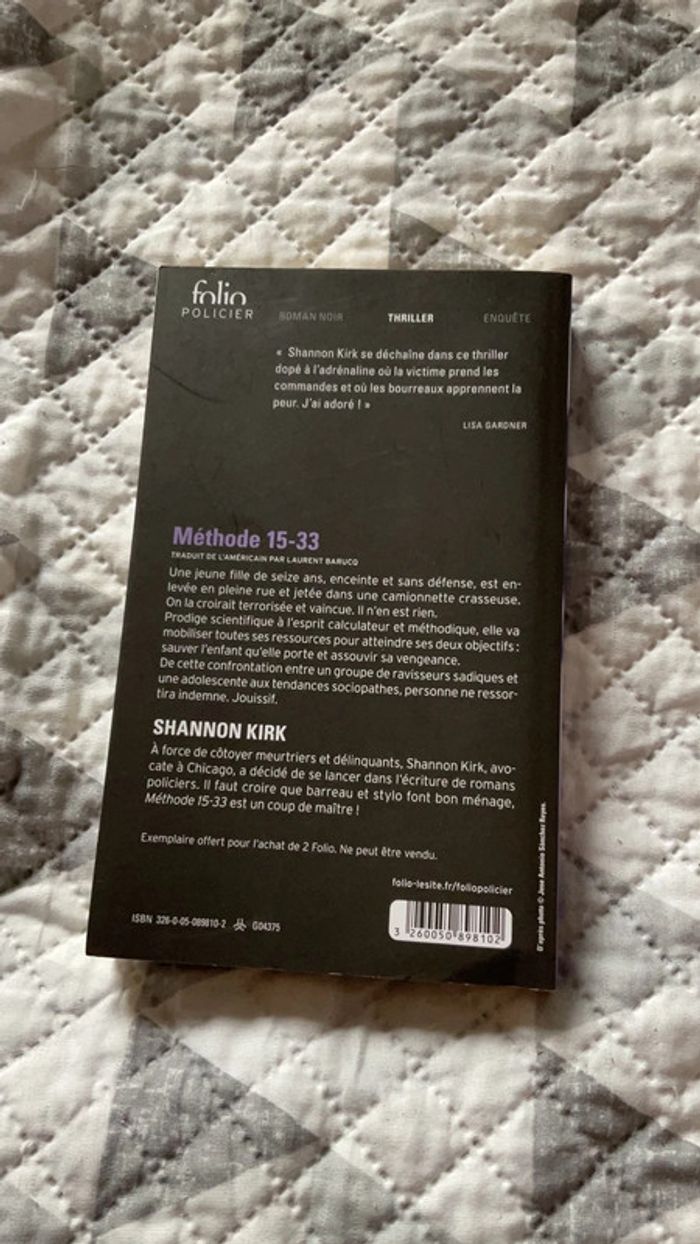 folio
POLICIER
ROMAN NOIR THRILLER ENQUÊTE
« Shannon Kirk se déchaîne dans ce thriller
dopé à l'adrénaline où la victime prend les
commandes et où les bourreaux apprennent la
peur. J'ai adoré ! »
LISA GARDNER
Méthode 15-33
TRADUIT DE L'AMÉRICAIN PAR LAURENT BARUCQ
Une jeune fille de seize ans, enceinte et sans défense, est en-
levée en pleine rue et jetée dans une camionnette crasseuse.
On la croirait terrorisée et vaincue. Il n'en est rien.
Prodige scientifique à l'esprit calculateur et méthodique, elle va
mobiliser toutes ses ressources pour atteindre ses deux objectifs :
sauver l'enfant qu'elle porte et assouvir sa vengeance.
De cette confrontation entre un groupe de ravisseurs sadiques et
une adolescente aux tendances sociopathes, personne ne ressor-
tira indemne. Jouissif.
SHANNON KIRK
À force de côtoyer meurtriers et délinquants, Shannon Kirk, avo-
cate à Chicago, a décidé de se lancer dans l'écriture de romans
policiers. Il faut croire que barreau et stylo font bon ménage,
Méthode 15-33 est un coup de maître !
Exemplaire offert pour l'achat de 2 Folio. Ne peut être vendu.
folio-lesite.fr/foliopolicier
ISBN 326-0-05-089810-2 G04375
3 260050 898102
D'après photo © Jose Antonio Sánchez Reyes.